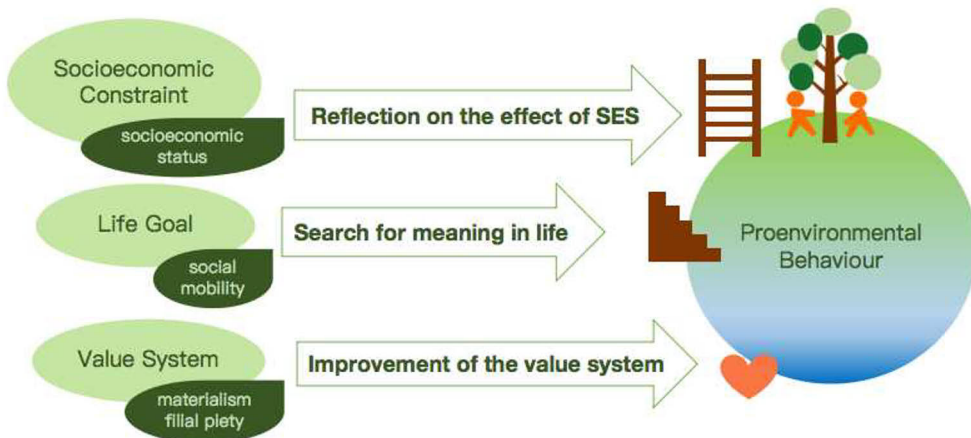 Socioeconomic
Constraint
socioeconomic
status
Reflection on the effect of SES
Life Goal
social
mobility
Search for meaning in life
Proenvironmental
Behaviour
Value System
materialism
filial piety
Improvement of the value system